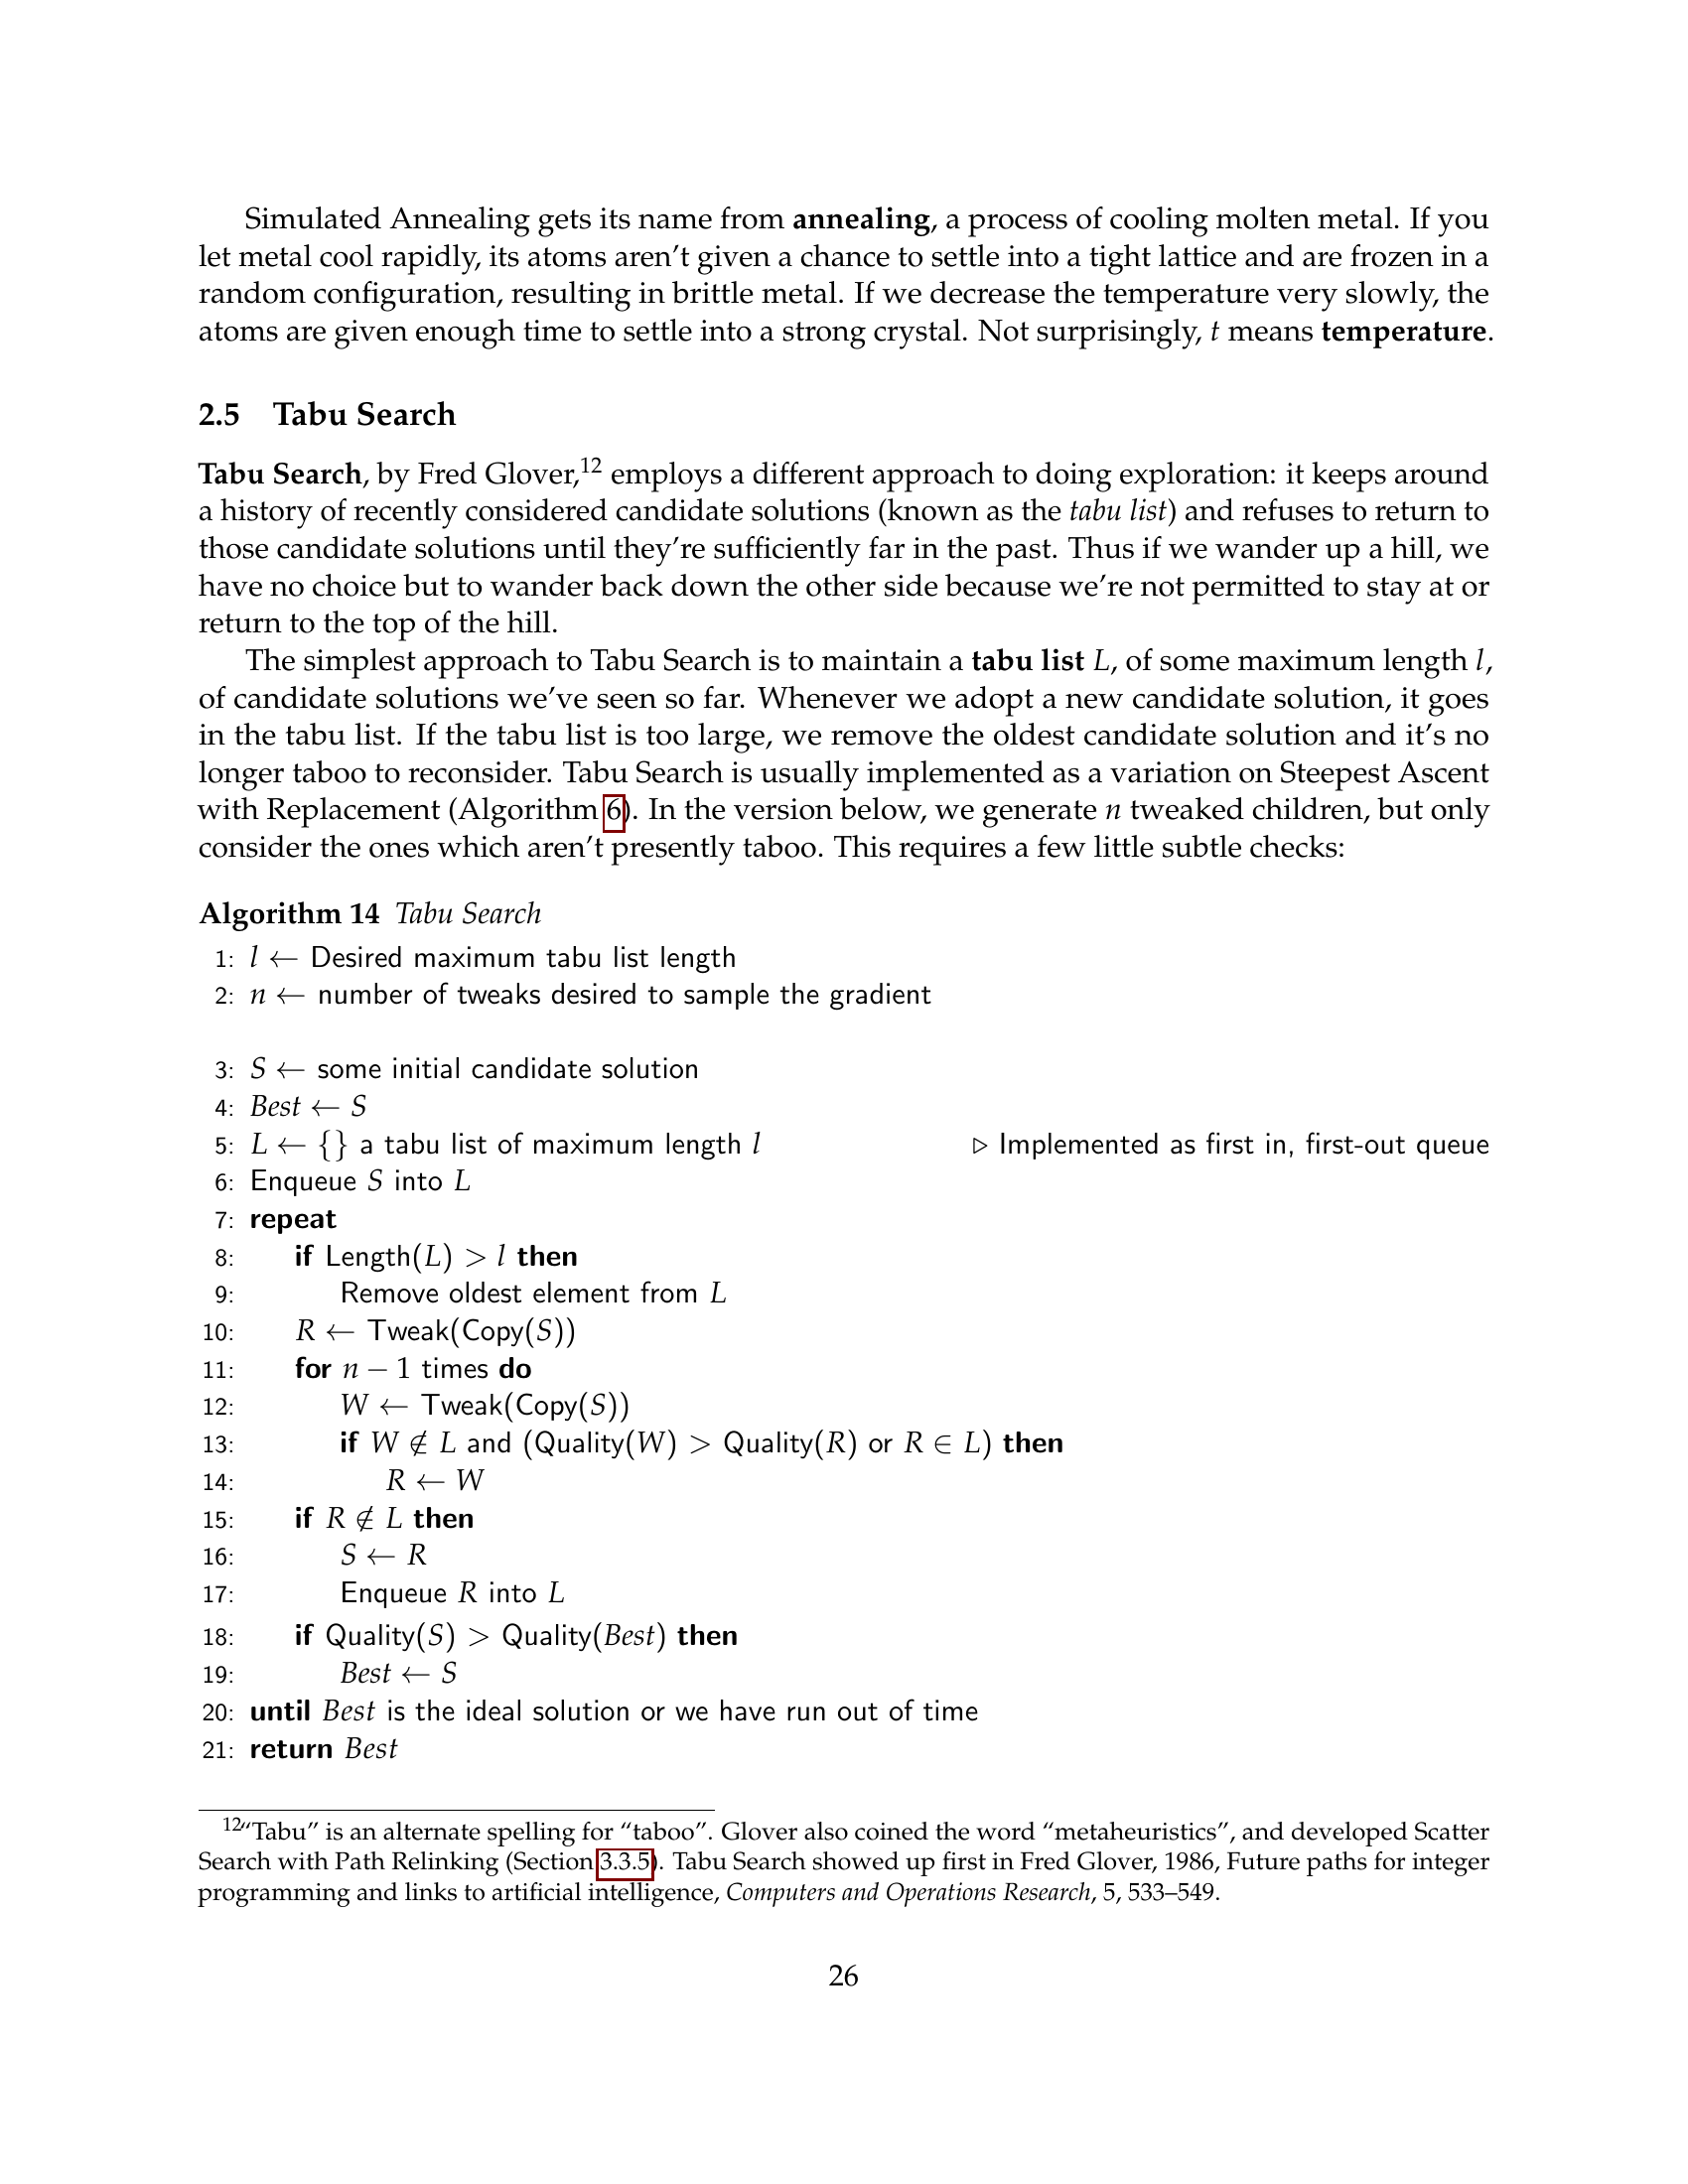 Simulated Annealing gets its name from annealing, a process of cooling molten metal. If you
let metal cool rapidly, its atoms aren't given a chance to settle into a tight lattice and are frozen in a
random configuration, resulting in brittle metal. If we decrease the temperature very slowly, the
atoms are given enough time to settle into a strong crystal. Not surprisingly, t means temperature.
2.5 Tabu Search
Tabu Search, by Fred Glover,¹² employs a different approach to doing exploration: it keeps around
a history of recently considered candidate solutions (known as the tabu list) and refuses to return to
those candidate solutions until they're sufficiently far in the past. Thus if we wander up a hill, we
have no choice but to wander back down the other side because we're not permitted to stay at or
return to the top of the hill.
The simplest approach to Tabu Search is to maintain a tabu list L, of some maximum length l,
of candidate solutions we've seen so far. Whenever we adopt a new candidate solution, it goes
in the tabu list. If the tabu list is too large, we remove the oldest candidate solution and it's no
longer taboo to reconsider. Tabu Search is usually implemented as a variation on Steepest Ascent
with Replacement (Algorithm 6). In the version below, we generate n tweaked children, but only
consider the ones which aren't presently taboo. This requires a few little subtle checks:
Algorithm 14 Tabu Search
1: l ← Desired maximum tabu list length
2: n ← number of tweaks desired to sample the gradient
3: S ← some initial candidate solution
4: Best ← S
5: L ← {} a tabu list of maximum length l ▷ Implemented as first in, first-out queue
6: Enqueue S into L
7: repeat
8: if Length(L) > l then
9: Remove oldest element from L
10: R ← Tweak(Copy(S))
11: for n − 1 times do
12: W ← Tweak(Copy(S))
13: if W ∉ L and (Quality(W) > Quality(R) or R ∈ L) then
14: R ← W
15: if R ∉ L then
16: S ← R
17: Enqueue R into L
18: if Quality(S) > Quality(Best) then
19: Best ← S
20: until Best is the ideal solution or we have run out of time
21: return Best
¹²"Tabu" is an alternate spelling for "taboo". Glover also coined the word "metaheuristics", and developed Scatter
Search with Path Relinking (Section 3.3.5). Tabu Search showed up first in Fred Glover, 1986, Future paths for integer
programming and links to artificial intelligence, Computers and Operations Research, 5, 533–549.
26